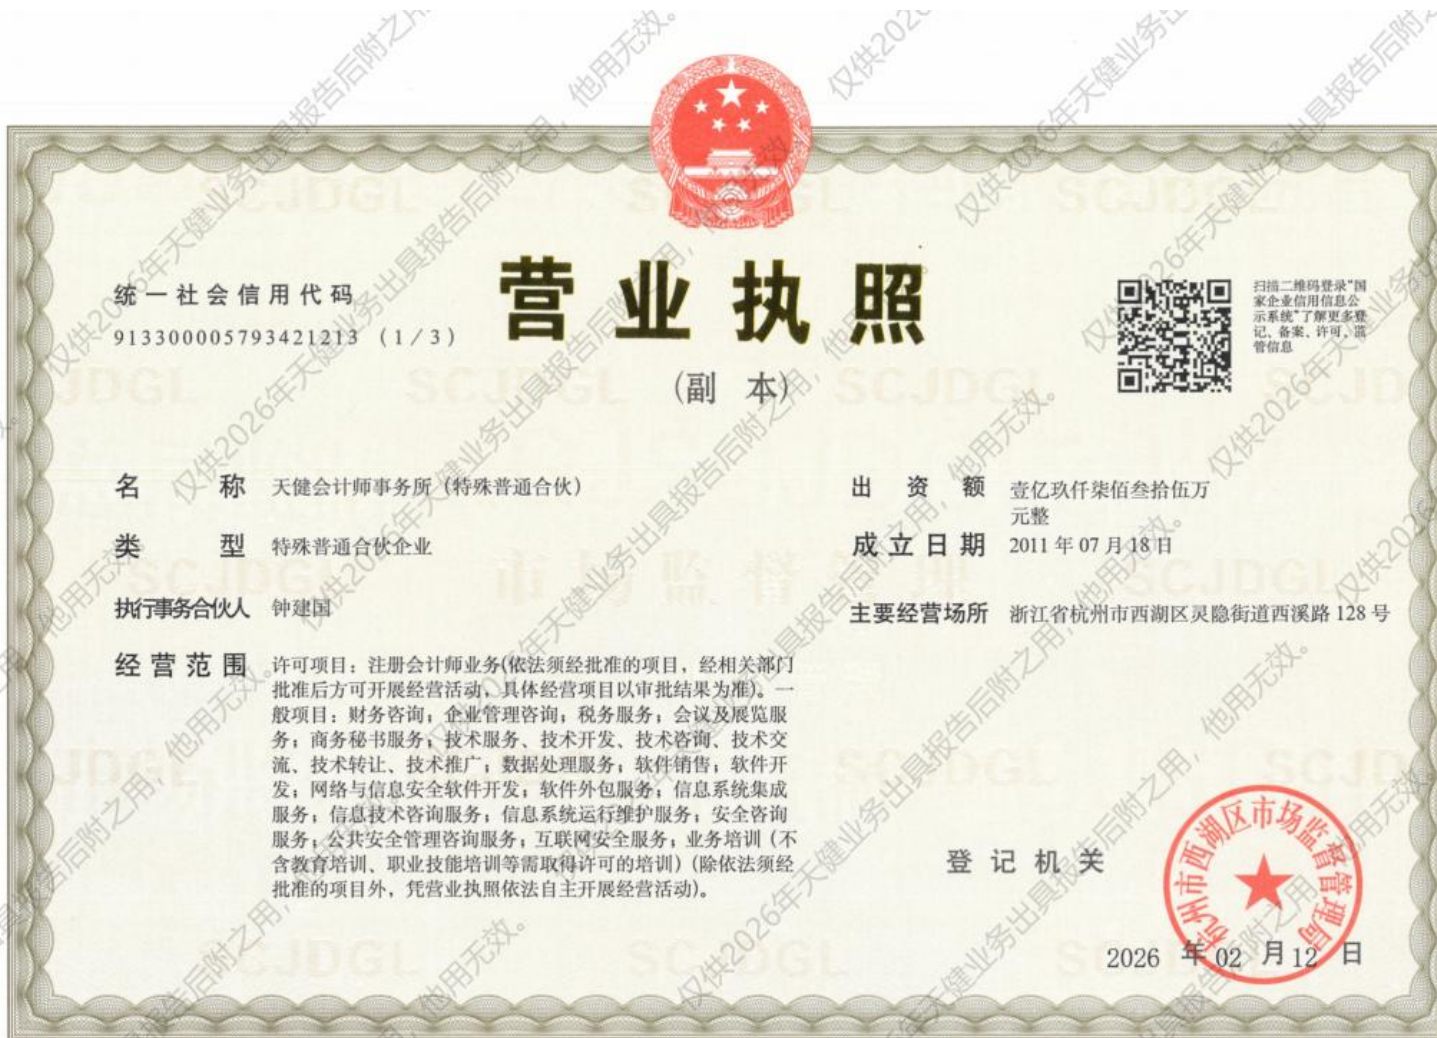 营业执照
(副 本)
统一社会信用代码
913300005793421213 (1/3)
扫描二维码登录“国
家企业信用信息公
示系统”了解更多登
记、备案、许可、监
管信息
名 称 天健会计师事务所（特殊普通合伙）
类 型 特殊普通合伙企业
执行事务合伙人 钟建国
经营范围 许可项目：注册会计师业务(依法须经批准的项目，经相关部门
批准后方可开展经营活动，具体经营项目以审批结果为准)。一
般项目：财务咨询；企业管理咨询；税务服务；会议及展览服
务；商务秘书服务；技术服务、技术开发、技术咨询、技术交
流、技术转让、技术推广；数据处理服务；软件销售；软件开
发；网络与信息安全软件开发；软件外包服务；信息系统集成
服务；信息技术咨询服务；信息系统运行维护服务；安全咨询
服务；公共安全管理咨询服务；互联网安全服务；业务培训（不
含教育培训、职业技能培训等需取得许可的培训）(除依法须经
批准的项目外，凭营业执照依法自主开展经营活动)。
出 资 额 壹亿玖仟柒佰叁拾伍万
元整
成立日期 2011年07月18日
主要经营场所 浙江省杭州市西湖区灵隐街道西溪路128号
登记机关
杭州市西湖区市场监督管理局
2026 年 02 月 12 日
仅供2026年天健业务出具报告后附之用，他用无效。
SCJDGL
市场监督管理